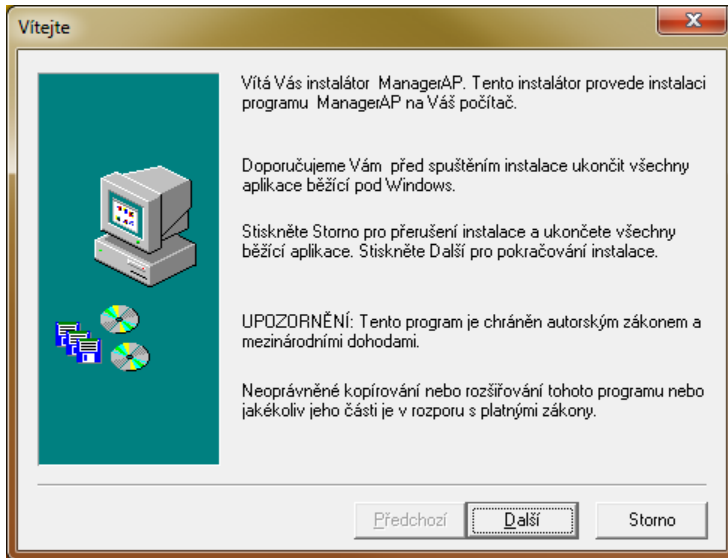 Vítejte
Vítá Vás instalátor  ManagerAP. Tento instalátor provede instalaci
programu  ManagerAP na Váš počítač.
Doporučujeme Vám  před spuštěním instalace ukončit všechny
aplikace běžící pod Windows.
Stiskněte Storno pro přerušení instalace a ukončete všechny
běžící aplikace. Stiskněte Další pro pokračování instalace.
UPOZORNĚNÍ: Tento program je chráněn autorským zákonem a
mezinárodními dohodami.
Neoprávněné kopírování nebo rozšiřování tohoto programu nebo
jakékoliv jeho části je v rozporu s platnými zákony.
Předchozí Další Storno